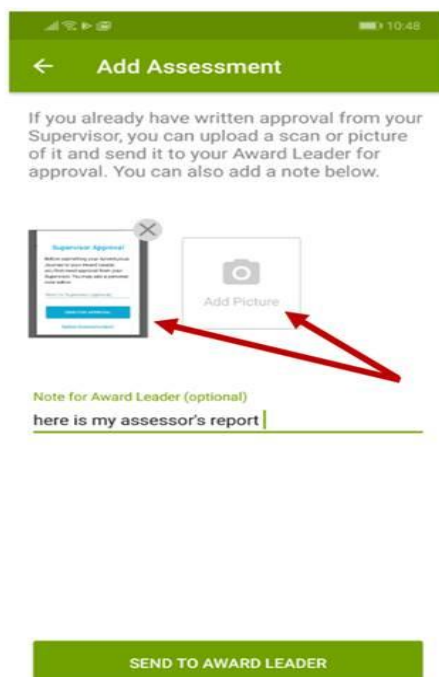 10:48
Add Assessment
If you already have written approval from your
Supervisor, you can upload a scan or picture
of it and send it to your Award Leader for
approval. You can also add a note below.
Supervisor Approval
Add Picture
Note for Award Leader (optional)
here is my assessor's report
SEND TO AWARD LEADER